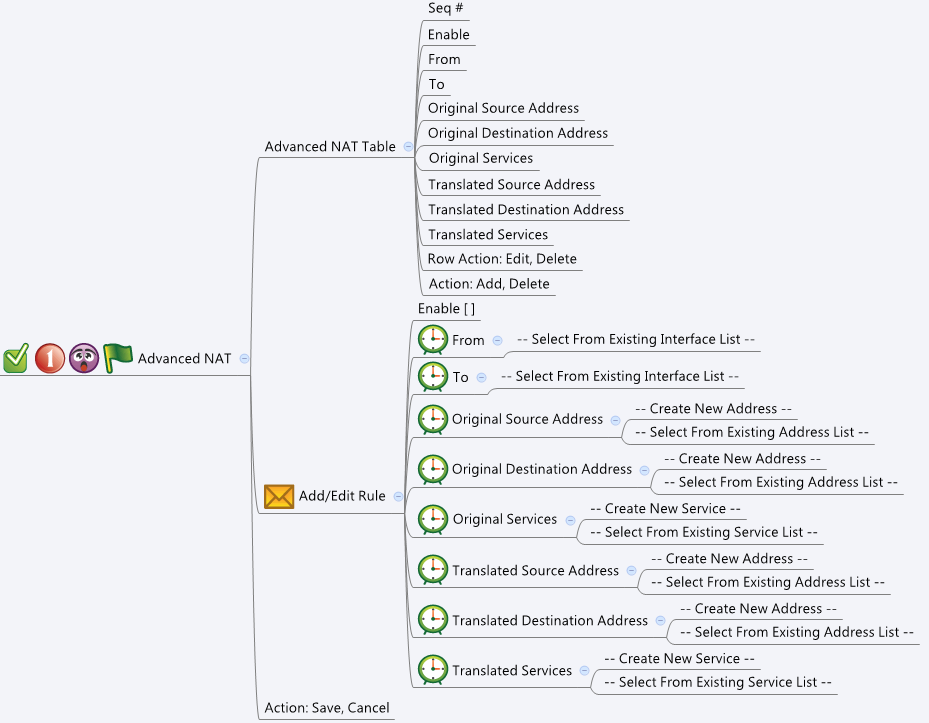 Advanced NAT
Advanced NAT Table
Seq #
Enable
From
To
Original Source Address
Original Destination Address
Original Services
Translated Source Address
Translated Destination Address
Translated Services
Row Action: Edit, Delete
Action: Add, Delete
Add/Edit Rule
Enable [ ]
From
-- Select From Existing Interface List --
To
-- Select From Existing Interface List --
Original Source Address
-- Create New Address --
-- Select From Existing Address List --
Original Destination Address
-- Create New Address --
-- Select From Existing Address List --
Original Services
-- Create New Service --
-- Select From Existing Service List --
Translated Source Address
-- Create New Address --
-- Select From Existing Address List --
Translated Destination Address
-- Create New Address --
-- Select From Existing Address List --
Translated Services
-- Create New Service --
-- Select From Existing Service List --
Action: Save, Cancel
1